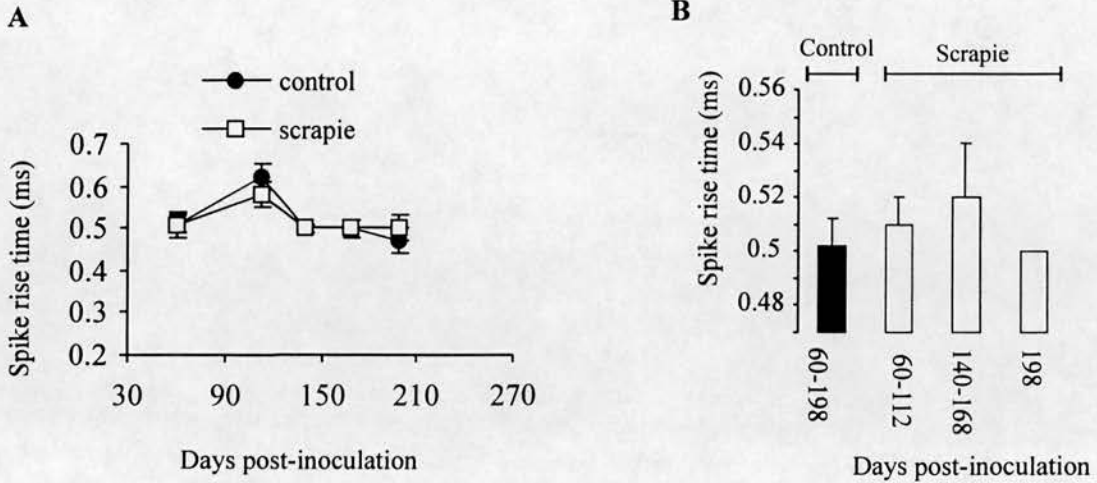 A
control
scrapie
Spike rise time (ms)
0.7
0.6
0.5
0.4
0.3
0.2
30 90 150 210 270
Days post-inoculation
B
Control Scrapie
Spike rise time (ms)
0.56
0.54
0.52
0.5
0.48
60-198 60-112 140-168 198
Days post-inoculation